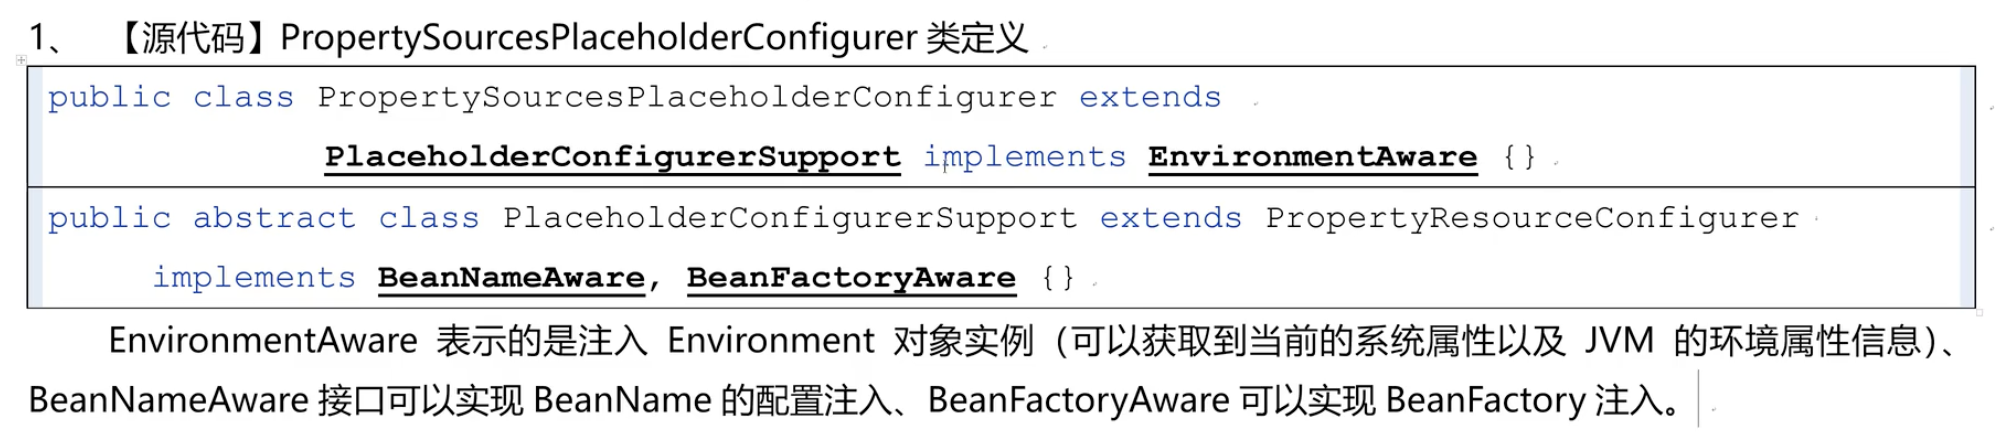 1、 【源代码】PropertySourcesPlaceholderConfigurer 类定义
public class PropertySourcesPlaceholderConfigurer extends
PlaceholderConfigurerSupport implements EnvironmentAware {}
public abstract class PlaceholderConfigurerSupport extends PropertyResourceConfigurer
implements BeanNameAware, BeanFactoryAware {}
EnvironmentAware 表示的是注入 Environment 对象实例（可以获取到当前的系统属性以及 JVM 的环境属性信息）、
BeanNameAware 接口可以实现 BeanName 的配置注入、BeanFactoryAware 可以实现 BeanFactory 注入。